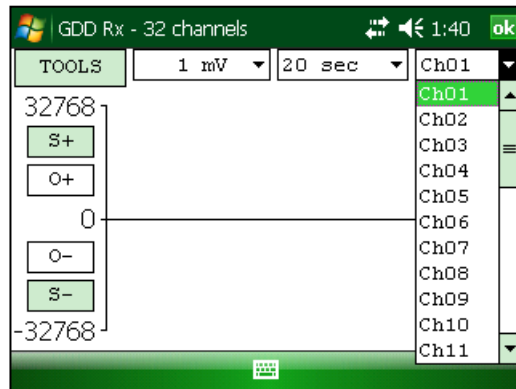 GDD Rx - 32 channels 1:40 ok
TOOLS 1 mV 20 sec Ch01
32768
S+
O+
0
O-
S-
-32768
Ch01
Ch02
Ch03
Ch04
Ch05
Ch06
Ch07
Ch08
Ch09
Ch10
Ch11